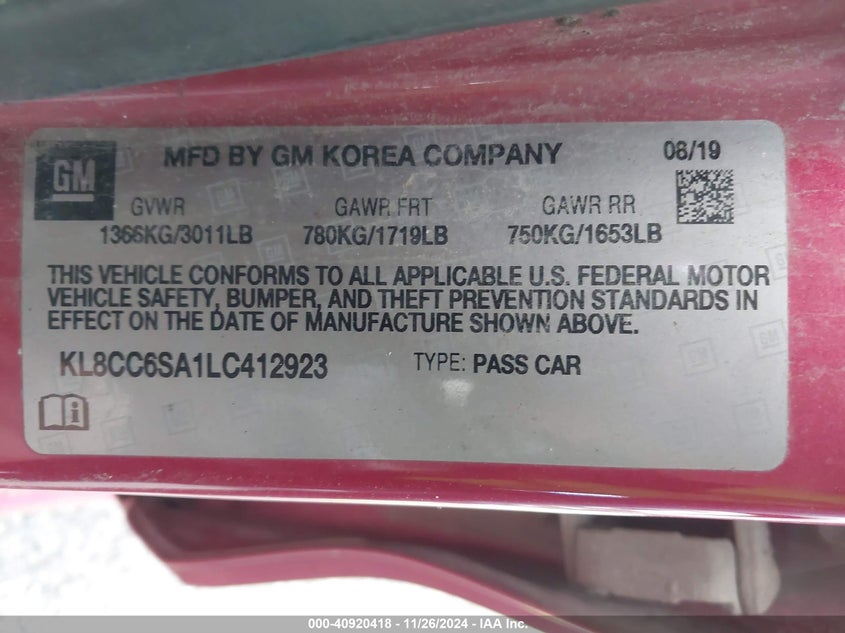 GM
MFD BY GM KOREA COMPANY 08/19
GVWR GAWR FRT GAWR RR
1366KG/3011LB 780KG/1719LB 750KG/1653LB
THIS VEHICLE CONFORMS TO ALL APPLICABLE U.S. FEDERAL MOTOR
VEHICLE SAFETY, BUMPER, AND THEFT PREVENTION STANDARDS IN
EFFECT ON THE DATE OF MANUFACTURE SHOWN ABOVE.
KL8CC6SA1LC412923 TYPE: PASS CAR
000-40920418 - 11/26/2024 - IAA Inc.